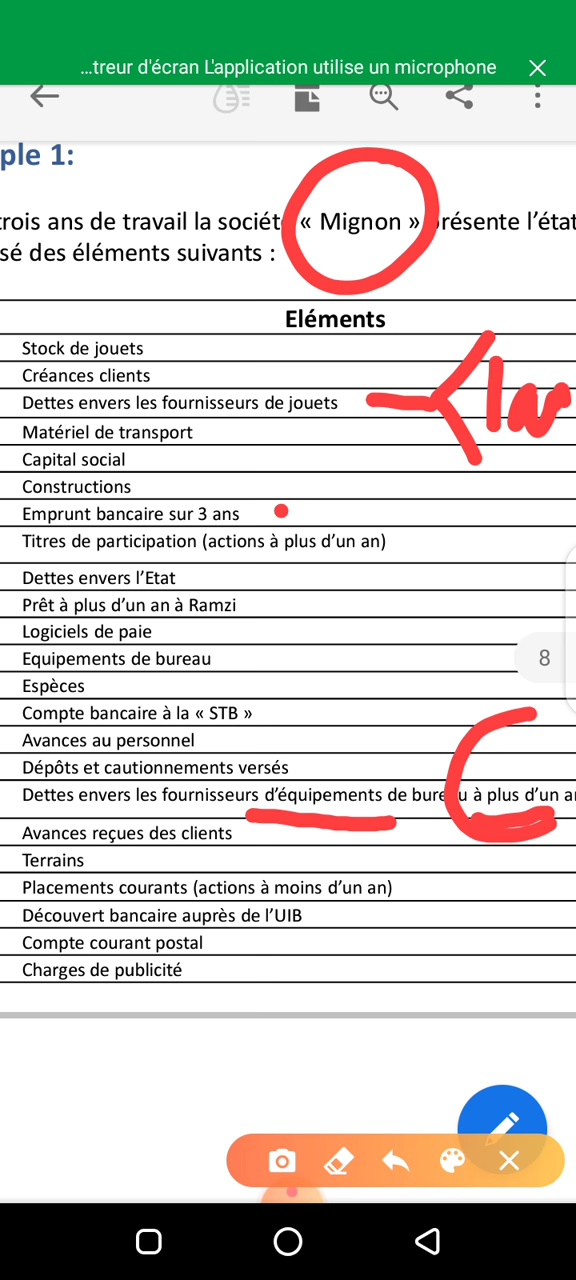 ...treur d'écran L'application utilise un microphone
ple 1:
trois ans de travail la société « Mignon » présente l'état
sé des éléments suivants :
Eléments
Stock de jouets
Créances clients
Dettes envers les fournisseurs de jouets
Matériel de transport
Capital social
Constructions
Emprunt bancaire sur 3 ans
Titres de participation (actions à plus d'un an)
Dettes envers l'Etat
Prêt à plus d'un an à Ramzi
Logiciels de paie
Equipements de bureau
8
Espèces
Compte bancaire à la « STB »
Avances au personnel
Dépôts et cautionnements versés
Dettes envers les fournisseurs d'équipements de bureau à plus d'un an
Avances reçues des clients
Terrains
Placements courants (actions à moins d'un an)
Découvert bancaire auprès de l'UIB
Compte courant postal
Charges de publicité